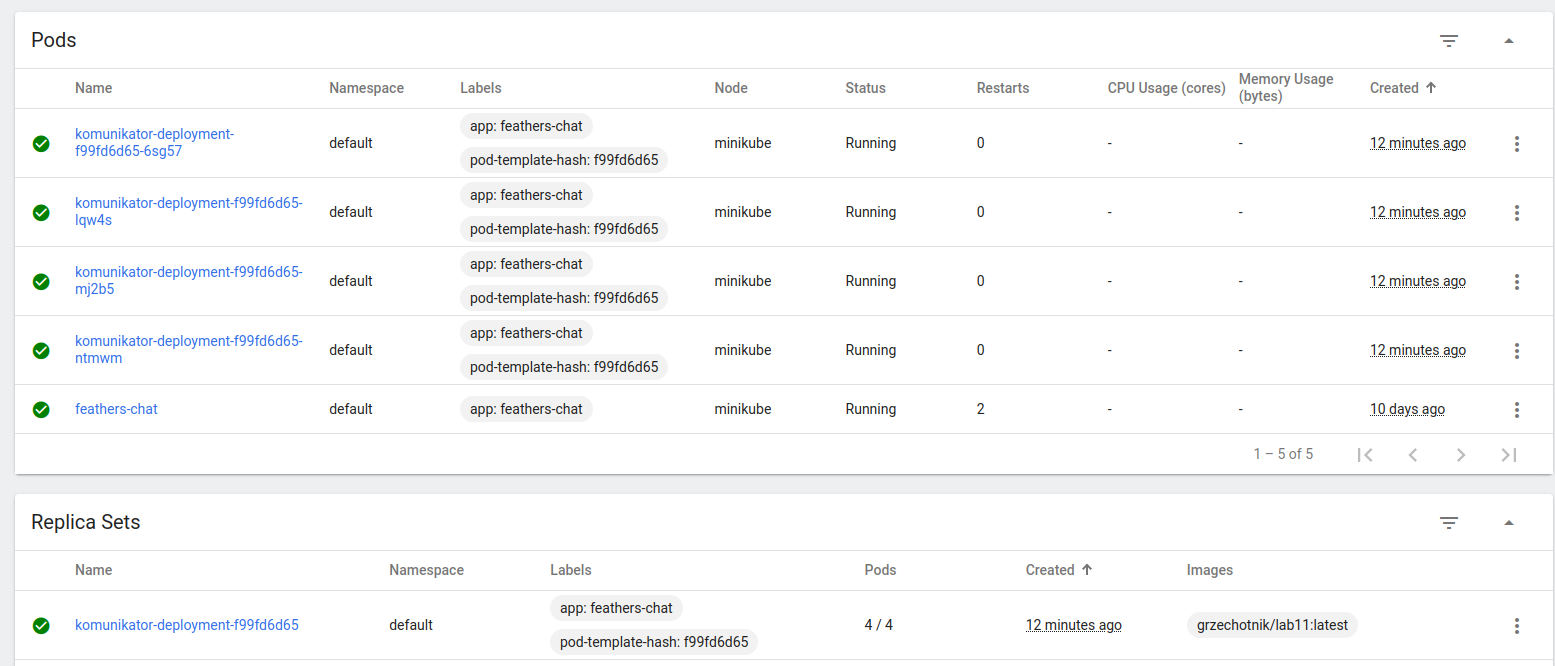 Pods
Name Namespace Labels Node Status Restarts CPU Usage (cores) Memory Usage (bytes) Created
komunikator-deployment-f99fd6d65-6sg57 default app: feathers-chat pod-template-hash: f99fd6d65 minikube Running 0 - - 12 minutes ago
komunikator-deployment-f99fd6d65-lqw4s default app: feathers-chat pod-template-hash: f99fd6d65 minikube Running 0 - - 12 minutes ago
komunikator-deployment-f99fd6d65-mj2b5 default app: feathers-chat pod-template-hash: f99fd6d65 minikube Running 0 - - 12 minutes ago
komunikator-deployment-f99fd6d65-ntmwm default app: feathers-chat pod-template-hash: f99fd6d65 minikube Running 0 - - 12 minutes ago
feathers-chat default app: feathers-chat minikube Running 2 - - 10 days ago
1 – 5 of 5
Replica Sets
Name Namespace Labels Pods Created Images
komunikator-deployment-f99fd6d65 default app: feathers-chat pod-template-hash: f99fd6d65 4 / 4 12 minutes ago grzechotnik/lab11:latest